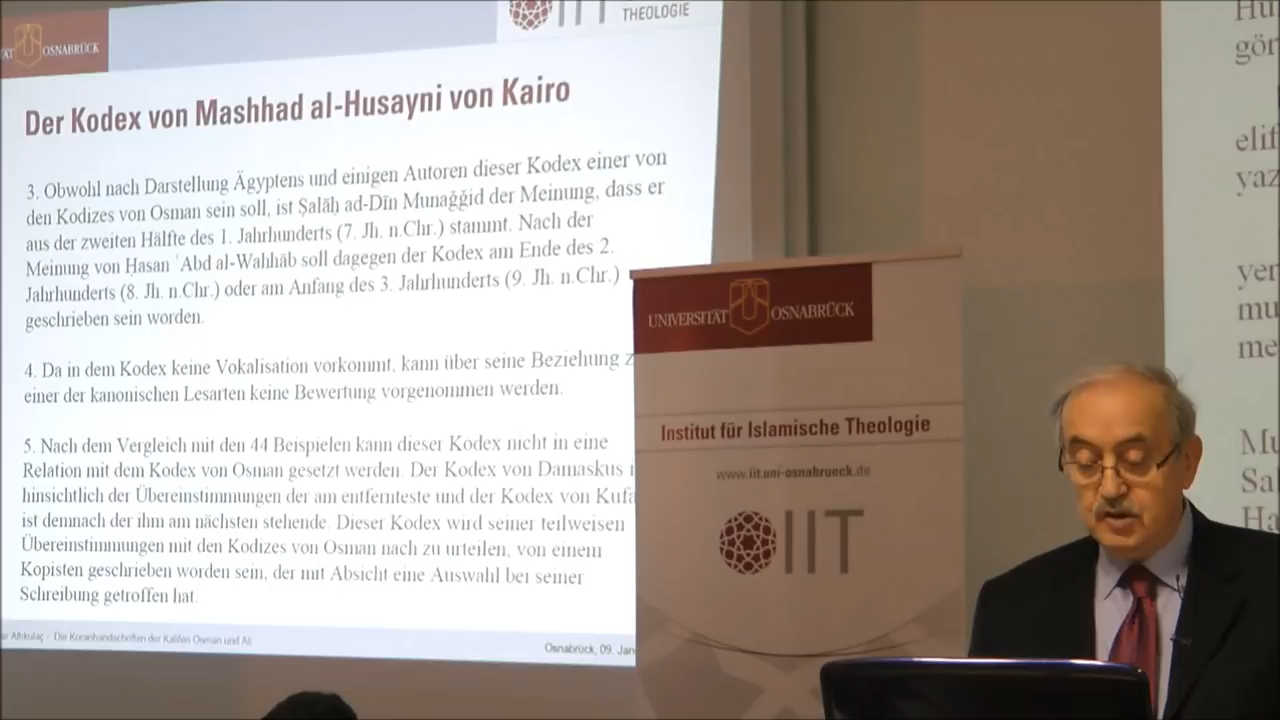 OSNABRÜCK
IIT
THEOLOGIE
Der Kodex von Mashhad al-Husayni von Kairo
3. Obwohl nach Darstellung Ägyptens und einigen Autoren dieser Kodex einer von
den Kodizes von Osman sein soll, ist Ṣalāḥ ad-Dīn Munaǧǧid der Meinung, dass er
aus der zweiten Hälfte des 1. Jahrhunderts (7. Jh. n.Chr.) stammt. Nach der
Meinung von Ḥasan ʿAbd al-Wahhāb soll dagegen der Kodex am Ende des 2.
Jahrhunderts (8. Jh. n.Chr.) oder am Anfang des 3. Jahrhunderts (9. Jh. n.Chr.)
geschrieben sein worden.
4. Da in dem Kodex keine Vokalisation vorkommt, kann über seine Beziehung z
einer der kanonischen Lesarten keine Bewertung vorgenommen werden.
5. Nach dem Vergleich mit den 44 Beispielen kann dieser Kodex nicht in eine
Relation mit dem Kodex von Osman gesetzt werden. Der Kodex von Damaskus
hinsichtlich der Übereinstimmungen der am entfernteste und der Kodex von Kufa
ist demnach der ihm am nächsten stehende. Dieser Kodex wird seiner teilweisen
Übereinstimmungen mit den Kodizes von Osman nach zu urteilen, von einem
Kopisten geschrieben worden sein, der mit Absicht eine Auswahl bei seiner
Schreibung getroffen hat.
ar Altıkulaç - Die Koranhandschriften der Kalifen Osman und Ali
Osnabrück, 09. Jan
UNIVERSITÄT OSNABRÜCK
Institut für Islamische Theologie
www.iit.uni-osnabrueck.de
IIT
gör
elif
yaz
yer
mu
me
Mu
Sal
Ha